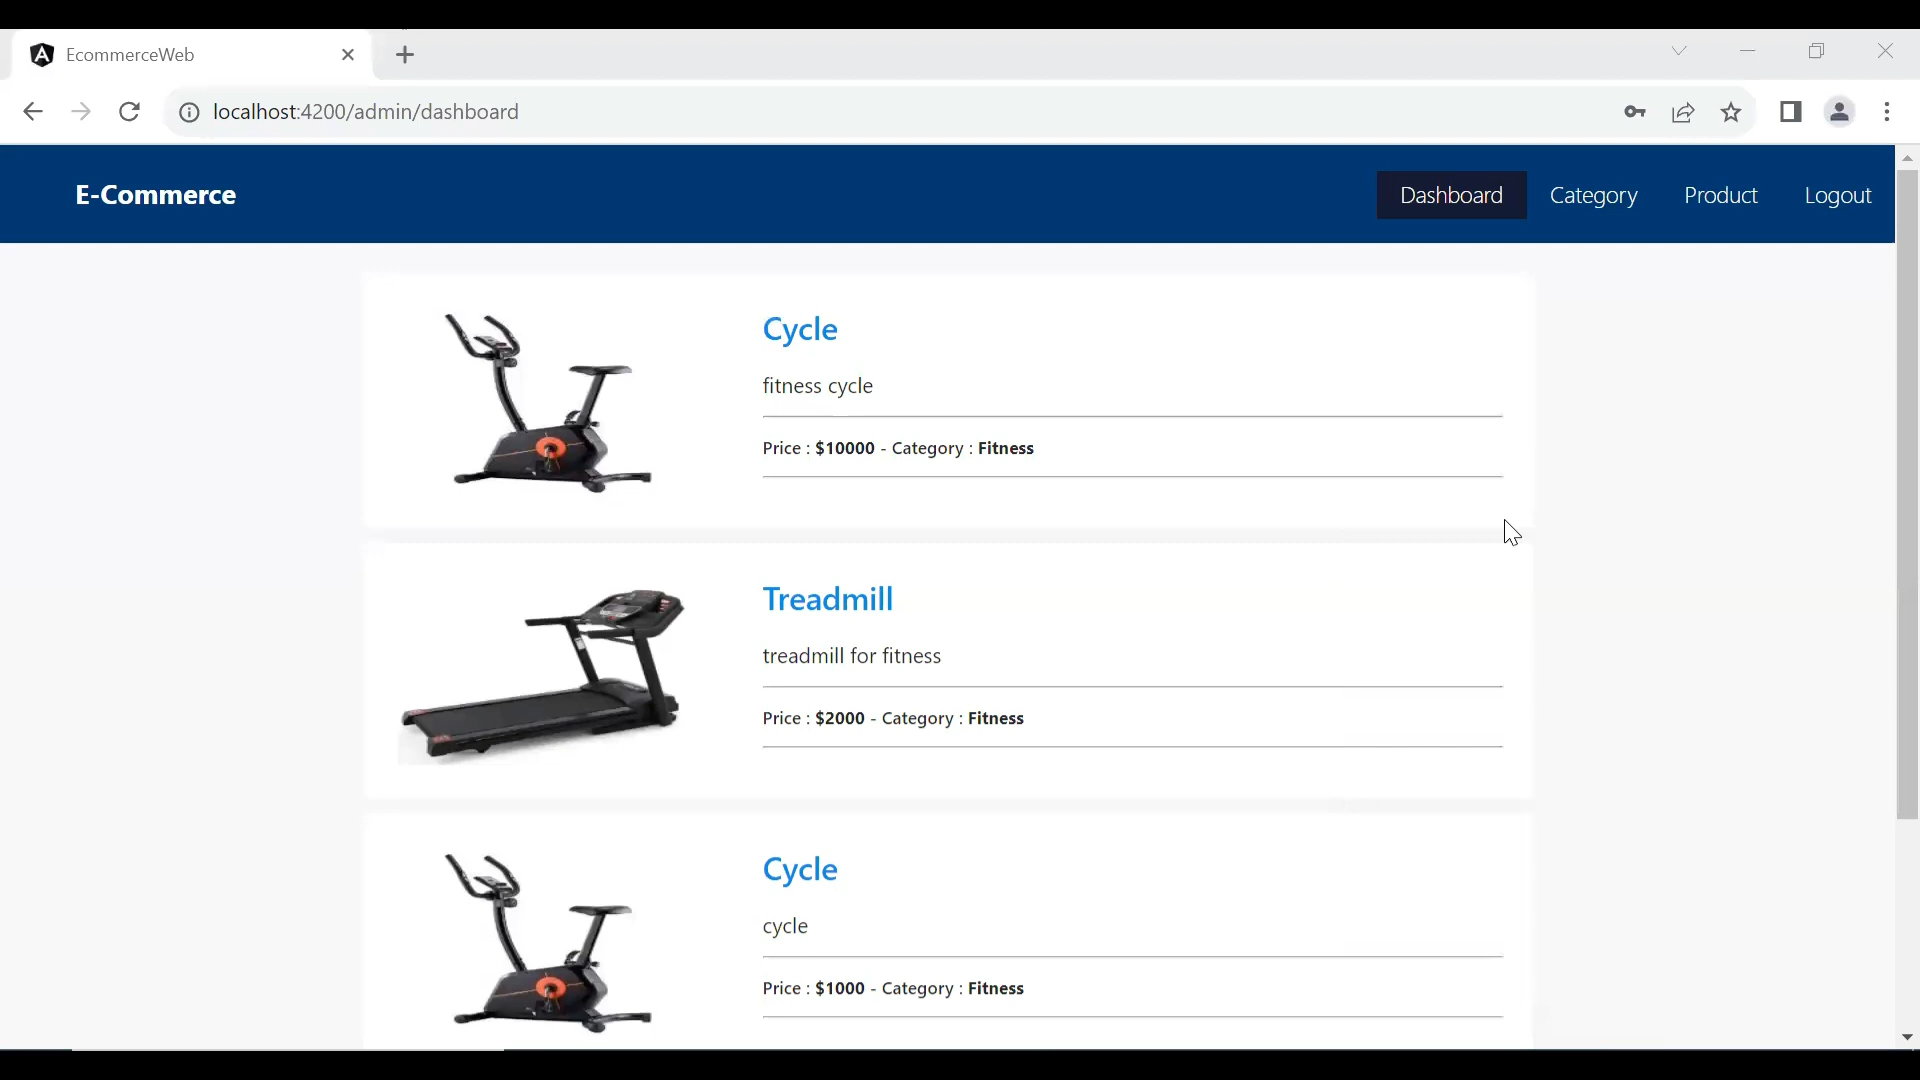 EcommerceWeb
localhost:4200/admin/dashboard
E-Commerce
Dashboard
Category
Product
Logout
Cycle
fitness cycle
Price : $10000 - Category : Fitness
Treadmill
treadmill for fitness
Price : $2000 - Category : Fitness
Cycle
cycle
Price : $1000 - Category : Fitness